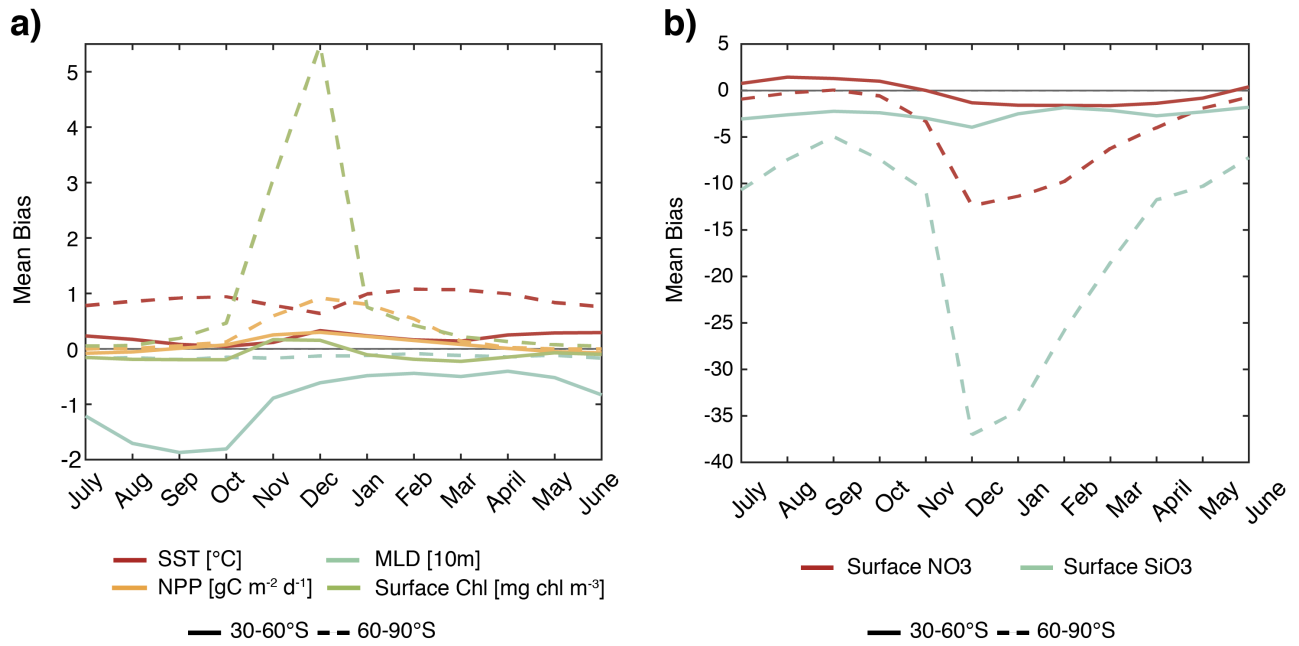 a)
5
4
3
2
1
0
-1
-2
Mean Bias
July Aug Sep Oct Nov Dec Jan Feb Mar April May June
SST [°C] MLD [10m]
NPP [gC m-2 d-1] Surface Chl [mg chl m-3]
30-60°S 60-90°S
b)
5
0
-5
-10
-15
-20
-25
-30
-35
-40
Mean Bias
July Aug Sep Oct Nov Dec Jan Feb Mar April May June
Surface NO3 Surface SiO3
30-60°S 60-90°S